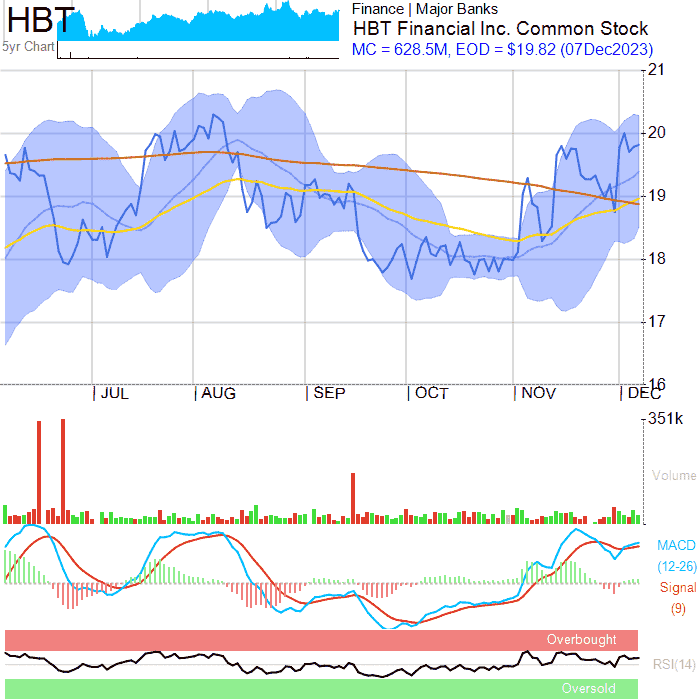 HBT
5yr Chart
Finance | Major Banks
HBT Financial Inc. Common Stock
MC = 628.5M, EOD = $19.82 (07Dec2023)
21
20
19
18
17
16
JUL AUG SEP OCT NOV DEC
351k
Volume
MACD
(12-26)
Signal
(9)
Overbought
RSI(14)
Oversold